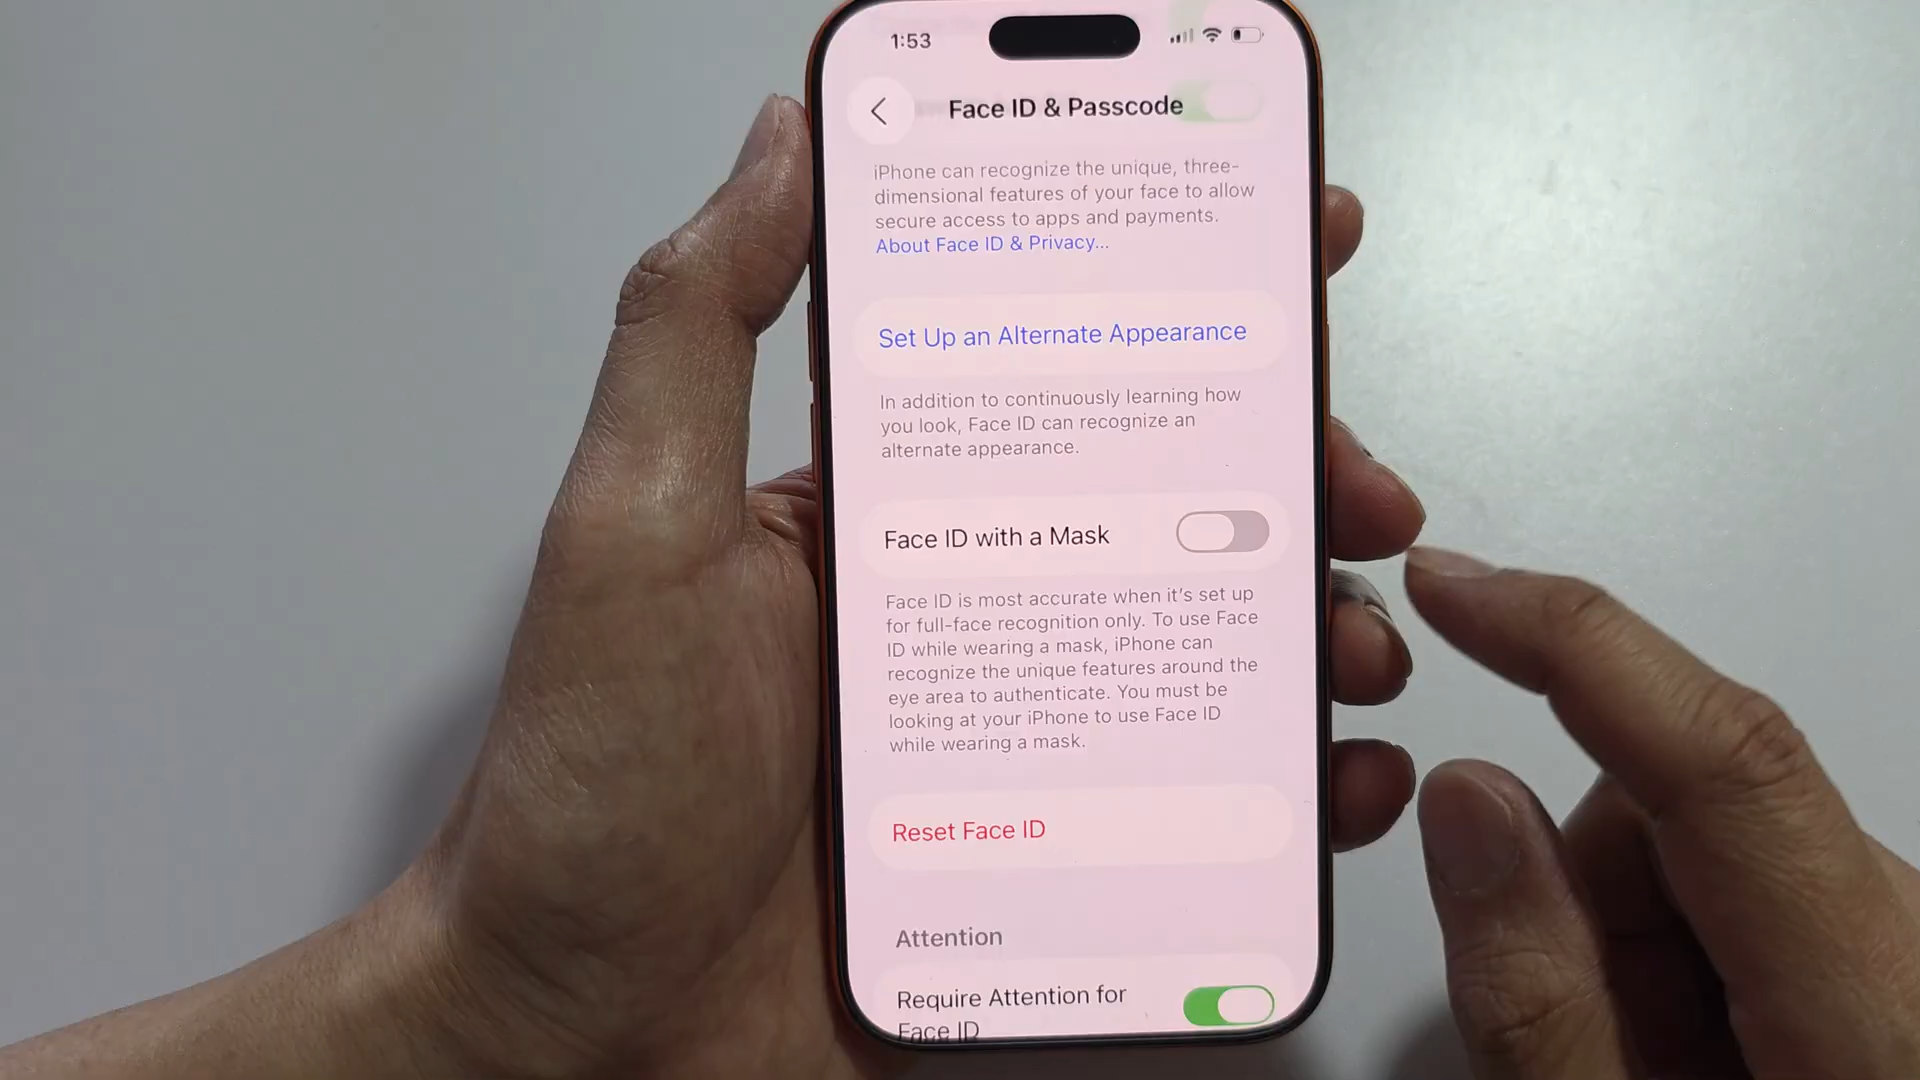 1:53
Face ID & Passcode
iPhone can recognize the unique, three-
dimensional features of your face to allow
secure access to apps and payments.
About Face ID & Privacy...
Set Up an Alternate Appearance
In addition to continuously learning how
you look, Face ID can recognize an
alternate appearance.
Face ID with a Mask
Face ID is most accurate when it's set up
for full-face recognition only. To use Face
ID while wearing a mask, iPhone can
recognize the unique features around the
eye area to authenticate. You must be
looking at your iPhone to use Face ID
while wearing a mask.
Reset Face ID
Attention
Require Attention for
Face ID